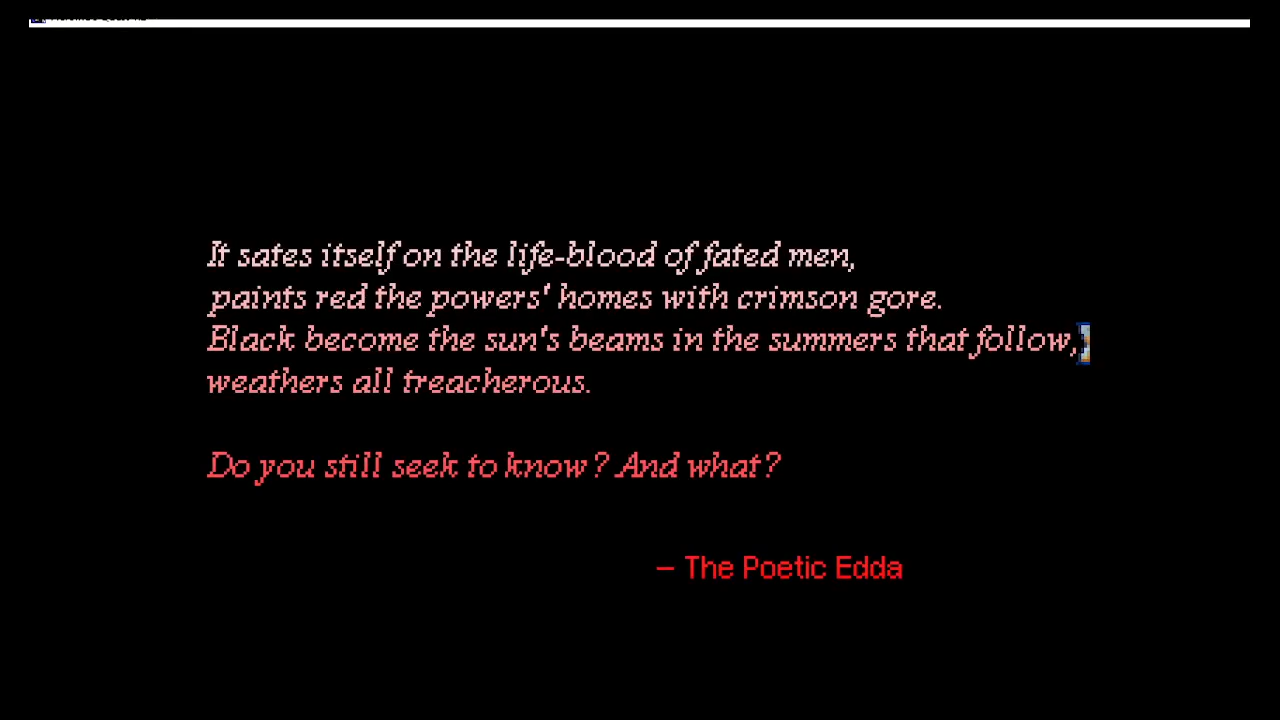 It sates itself on the life-blood of fated men,
paints red the powers' homes with crimson gore.
Black become the sun's beams in the summers that follow,
weathers all treacherous.
Do you still seek to know? And what?
– The Poetic Edda